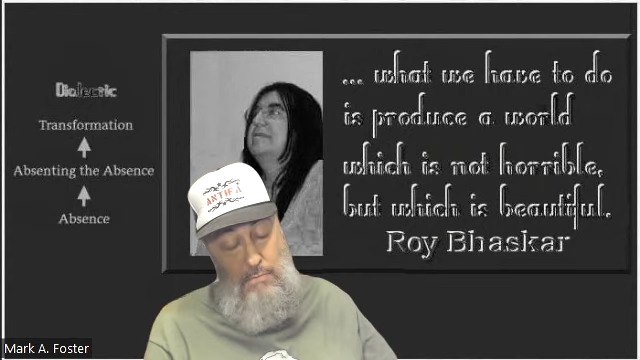 Dialectic
Transformation
Absenting the Absence
Absence
... what we have to do
is produce a world
which is not horrible,
but which is beautiful.
Roy Bhaskar
ANTIFA
Mark A. Foster